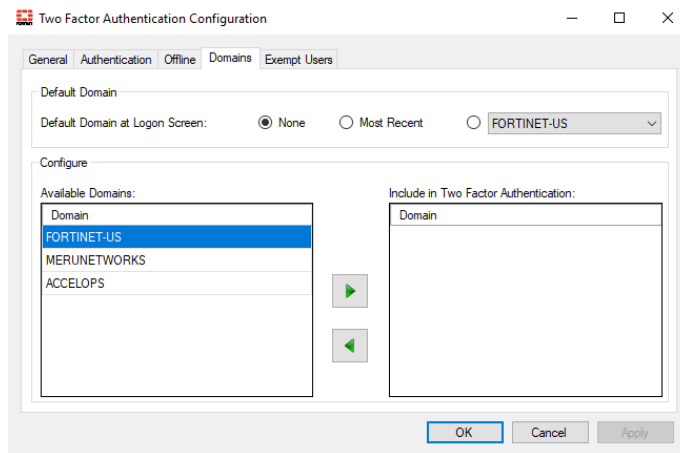 Two Factor Authentication Configuration
General Authentication Offline Domains Exempt Users
Default Domain
Default Domain at Logon Screen: None Most Recent FORTINET-US
Configure
Available Domains: Include in Two Factor Authentication:
Domain Domain
FORTINET-US
MERUNETWORKS
ACCELOPS
OK Cancel Apply